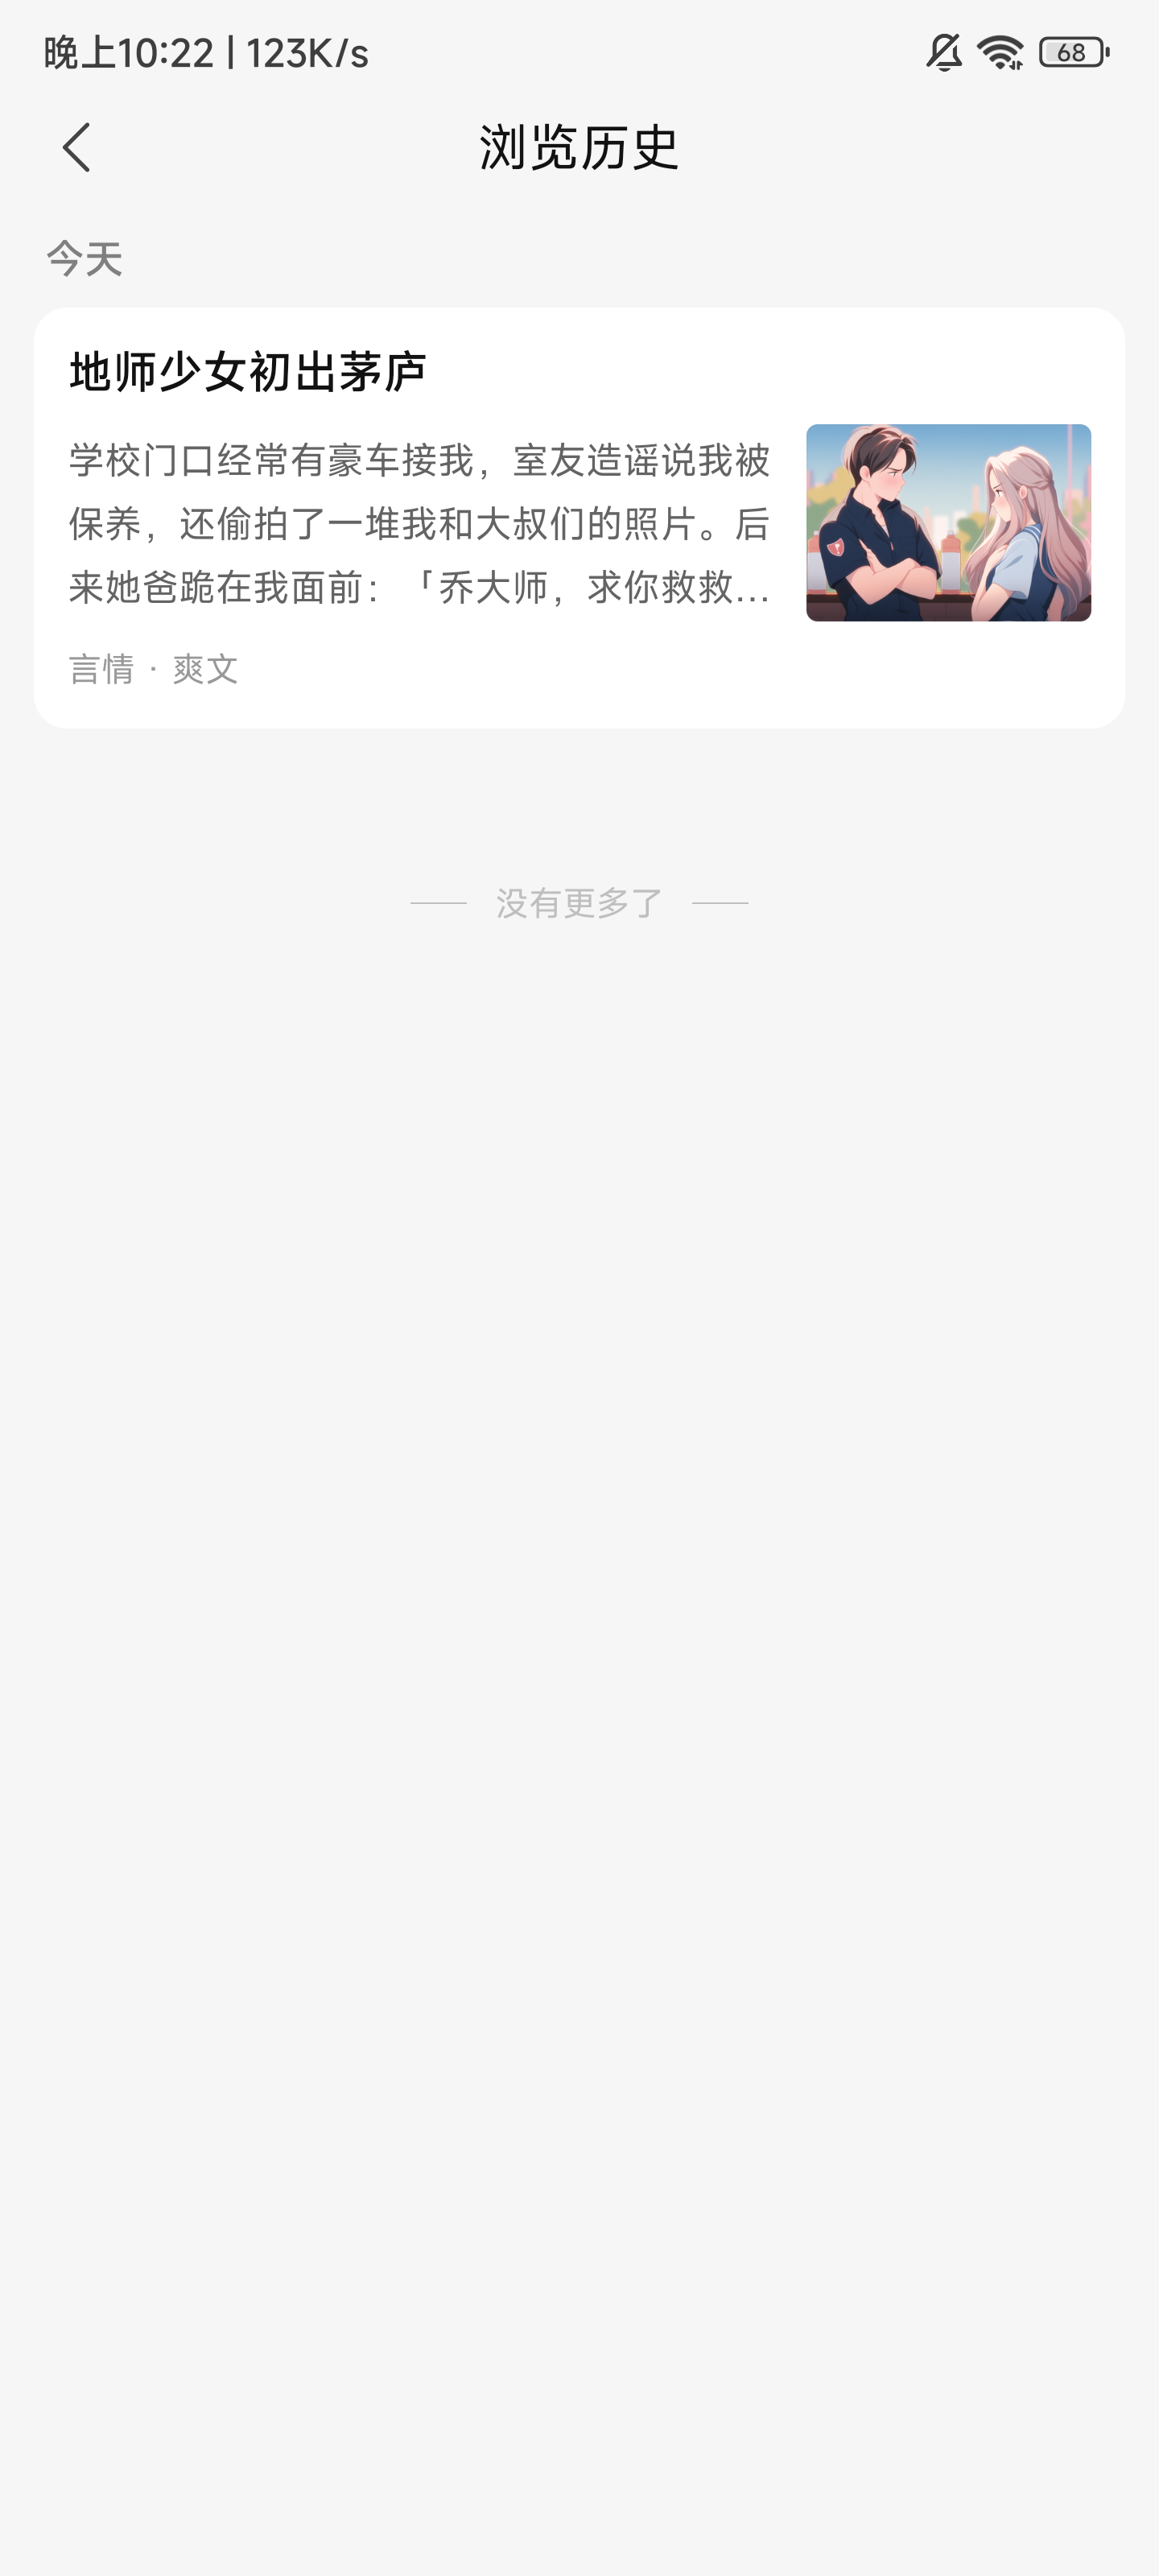 晚上10:22 | 123K/s
68
浏览历史
今天
地师少女初出茅庐
学校门口经常有豪车接我，室友造谣说我被
保养，还偷拍了一堆我和大叔们的照片。后
来她爸跪在我面前：「乔大师，求你救救...
言情 · 爽文
没有更多了